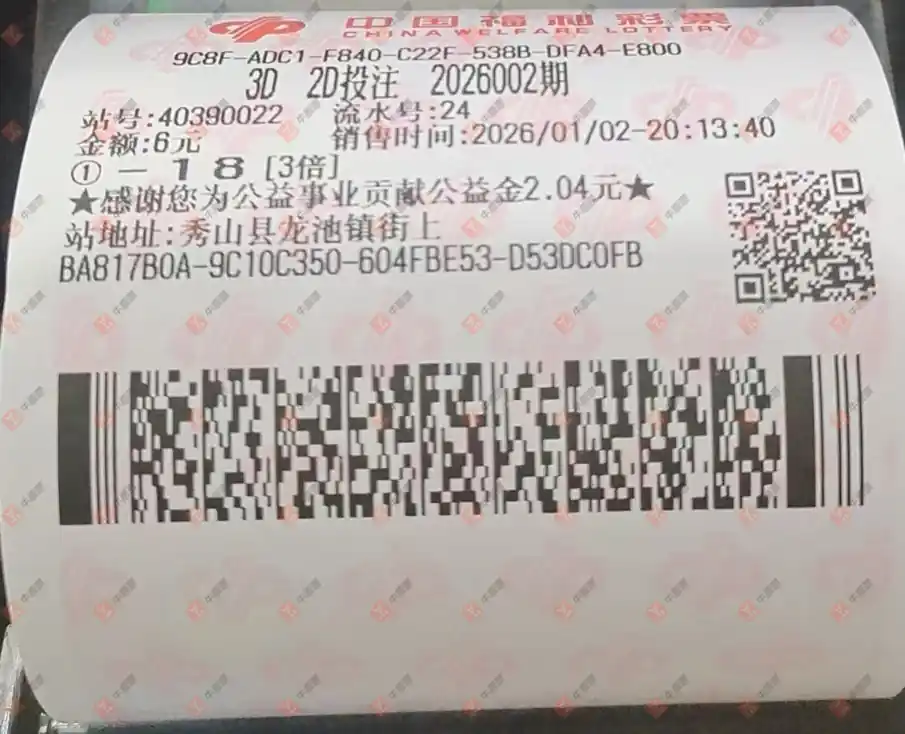 中国福利彩票
CHINA WELFARE LOTTERY
9C8F-ADC1-F840-C22F-538B-DFA4-E800
3D 2D投注 2026002期
站号:40390022 流水号:24
金额:6元 销售时间:2026/01/02-20:13:40
① － 1 8 [3倍]
★感谢您为公益事业贡献公益金2.04元★
站地址:秀山县龙池镇街上
BA817B0A-9C10C350-604FBE53-D53DC0FB